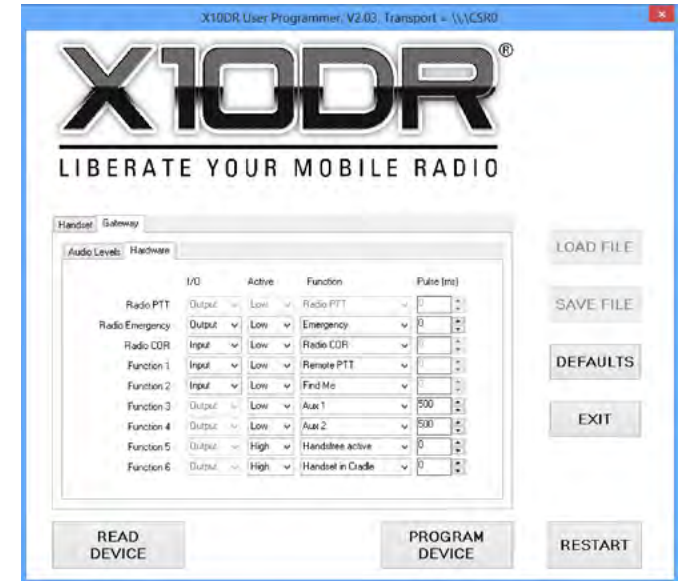 X10DR User Programmer, V2.03, Transport = \\.\CSR0
X10DR®
LIBERATE YOUR MOBILE RADIO
Handset Gateway
Audio Levels Hardware
I/O Active Function Pulse (ms)
Radio PTT Output Low Radio PTT 0
Radio Emergency Output Low Emergency 0
Radio COR Input Low Radio COR 0
Function 1 Input Low Remote PTT 0
Function 2 Input Low Find Me 0
Function 3 Output Low Aux 1 500
Function 4 Output Low Aux 2 500
Function 5 Output High Handsfree active 0
Function 6 Output High Handset in Cradle 0
LOAD FILE
SAVE FILE
DEFAULTS
EXIT
READ
DEVICE
PROGRAM
DEVICE
RESTART